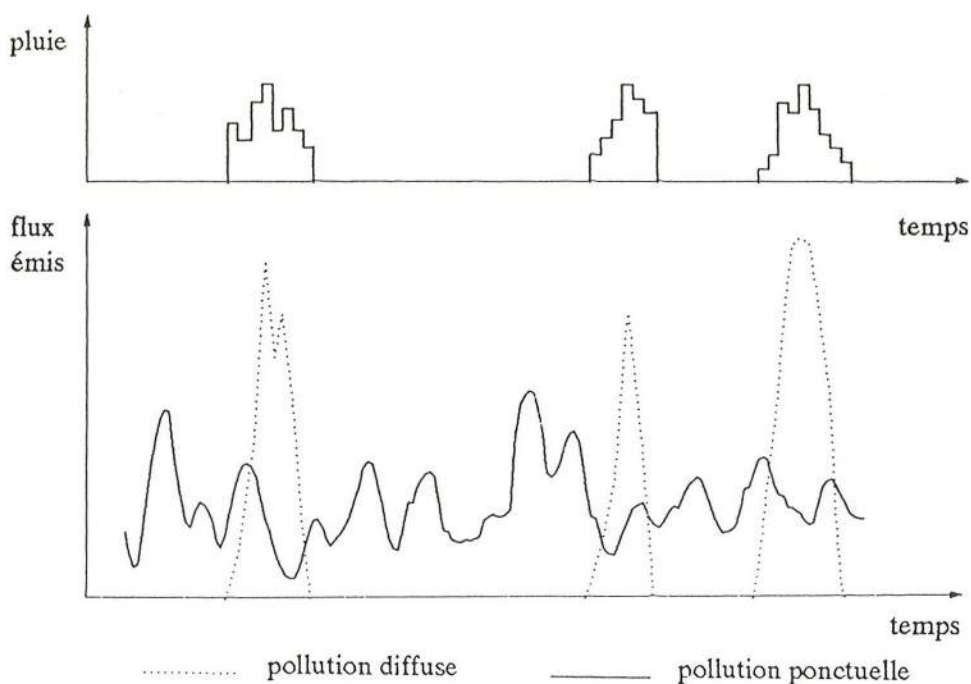 pluie
temps
flux
émis
temps
pollution diffuse
pollution ponctuelle